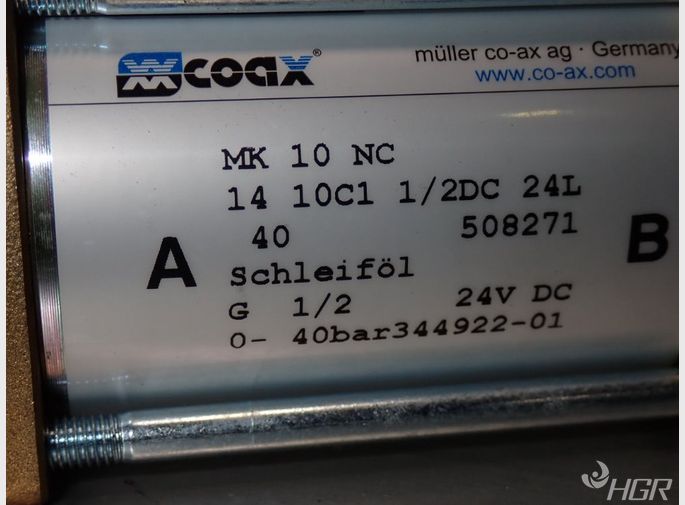 coax®
müller co-ax ag · Germany
www.co-ax.com
MK 10 NC
14 10C1 1/2DC 24L
40 508271
A
B
Schleiföl
G 1/2 24V DC
0- 40bar344922-01
HGR